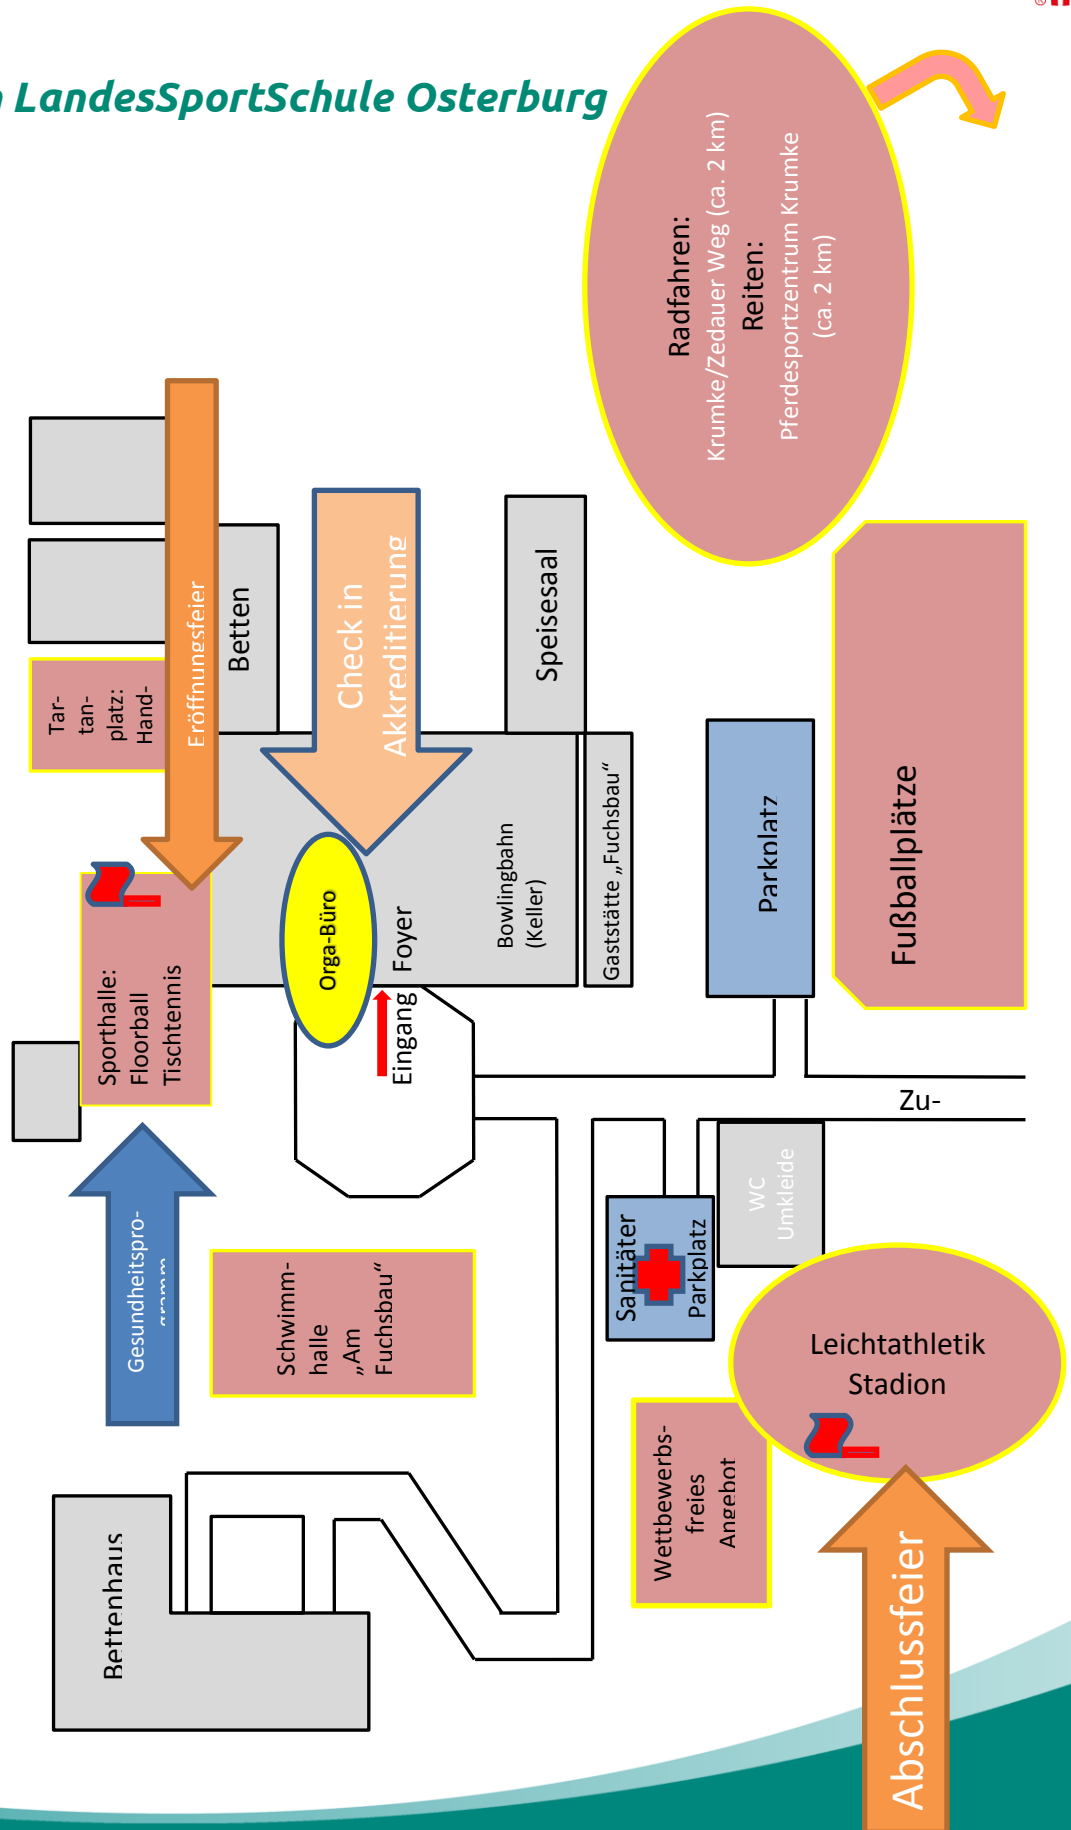 LandesSportSchule Osterburg
Radfahren:
Krumke/Zedauer Weg (ca. 2 km)
Reiten:
Pferdesportzentrum Krumke
(ca. 2 km)
Eröffnungsfeier
Betten
Check in
Akkreditierung
Speisesaal
Tar-
tan-
platz:
Hand-
Sporthalle:
Floorball
Tischtennis
Orga-Büro
Foyer
Eingang
Bowlingbahn
(Keller)
Gaststätte „Fuchsbau“
Parkplatz
Fußballplätze
Zu-
Gesundheitspro-
gramm
Schwimm-
halle
„Am
Fuchsbau“
Sanitäter
Parkplatz
WC
Umkleide
Leichtathletik
Stadion
Wettbewerbs-
freies
Angebot
Bettenhaus
Abschlussfeier